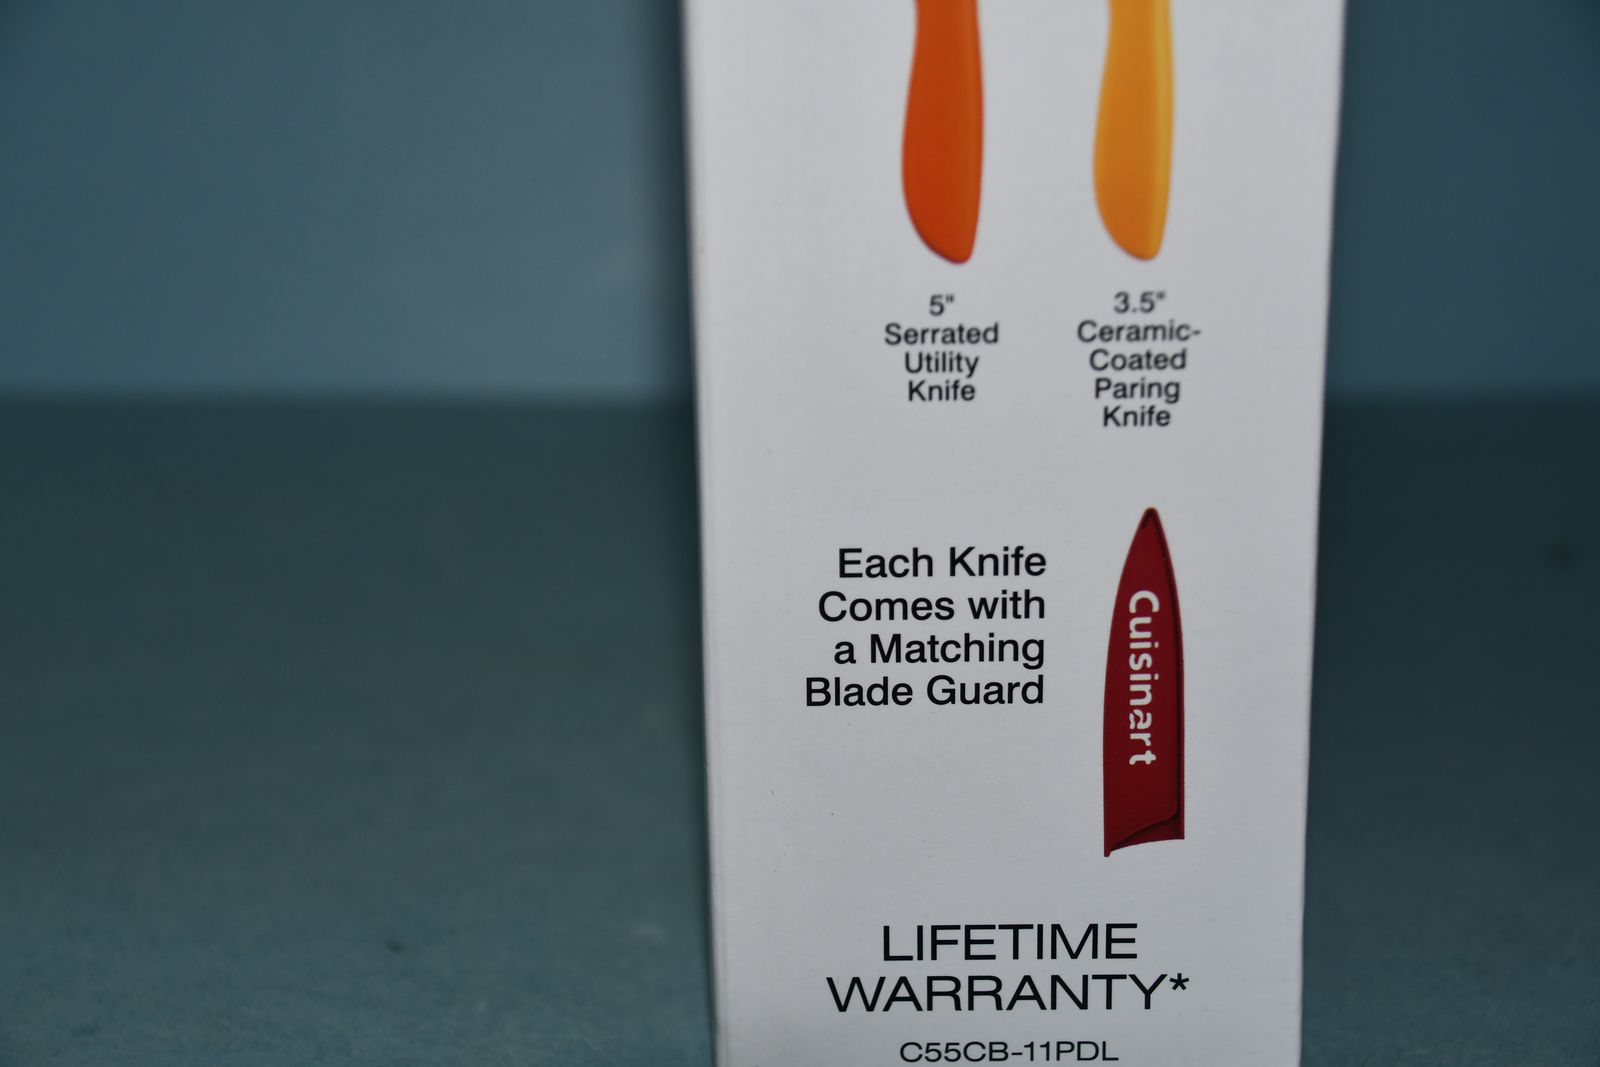 5"
Serrated
Utility
Knife
3.5"
Ceramic-
Coated
Paring
Knife
Each Knife
Comes with
a Matching
Blade Guard
Cuisinart
LIFETIME
WARRANTY*
C55CB-11PDL